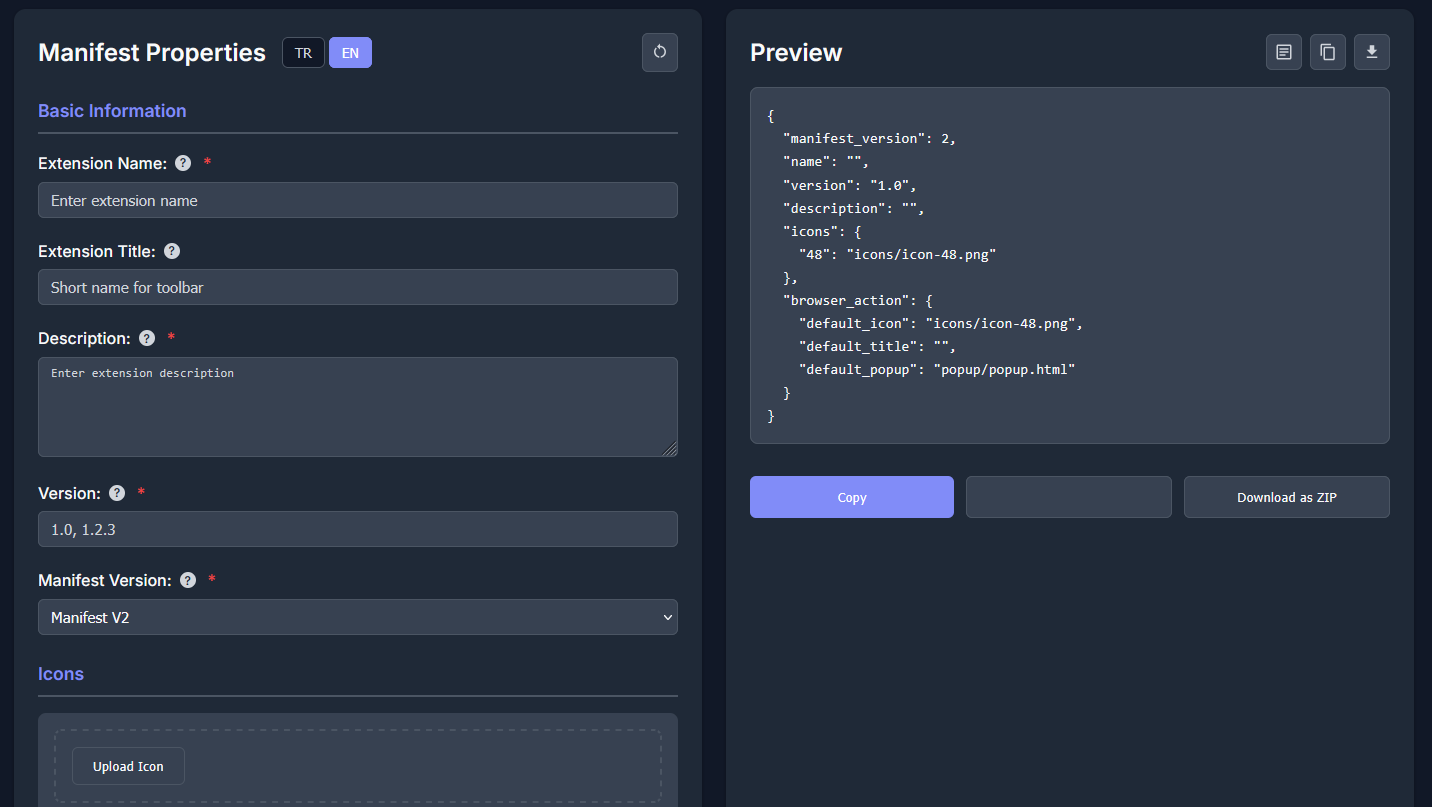 Manifest Properties TR EN
Basic Information
Extension Name: ? *
Enter extension name
Extension Title: ?
Short name for toolbar
Description: ? *
Enter extension description
Version: ? *
1.0, 1.2.3
Manifest Version: ? *
Manifest V2
Icons
Upload Icon
Preview
{
  "manifest_version": 2,
  "name": "",
  "version": "1.0",
  "description": "",
  "icons": {
    "48": "icons/icon-48.png"
  },
  "browser_action": {
    "default_icon": "icons/icon-48.png",
    "default_title": "",
    "default_popup": "popup/popup.html"
  }
}
Copy
Download as ZIP